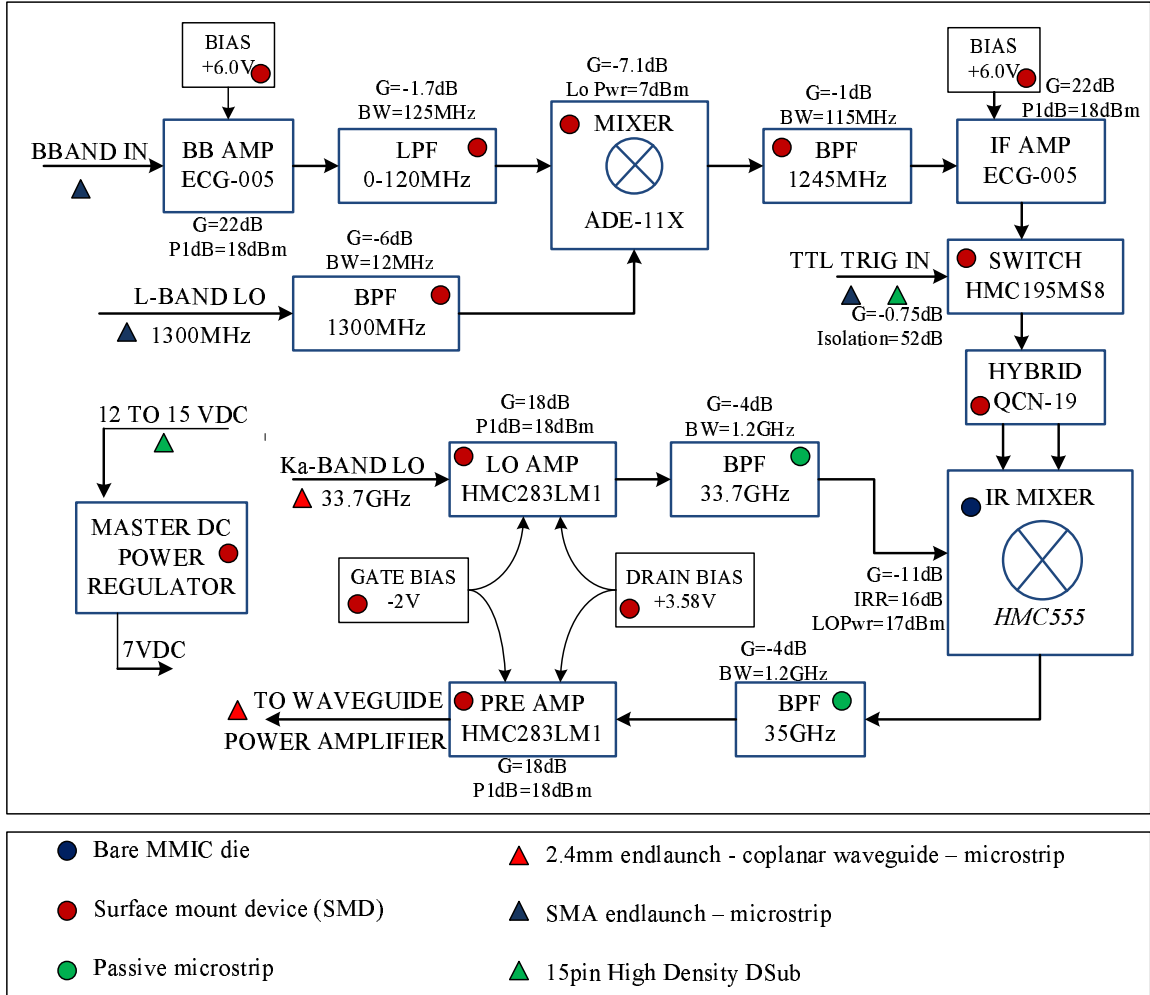 BIAS
+6.0V
G=-1.7dB
BW=125MHz
G=-7.1dB
Lo Pwr=7dBm
G=-1dB
BW=115MHz
BIAS
+6.0V
G=22dB
P1dB=18dBm
BBAND IN
BB AMP
ECG-005
G=22dB
P1dB=18dBm
LPF
0-120MHz
MIXER
ADE-11X
BPF
1245MHz
IF AMP
ECG-005
G=-6dB
BW=12MHz
L-BAND LO
1300MHz
BPF
1300MHz
TTL TRIG IN
SWITCH
HMC195MS8
G=-0.75dB
Isolation=52dB
HYBRID
QCN-19
12 TO 15 VDC
G=18dB
P1dB=18dBm
G=-4dB
BW=1.2GHz
Ka-BAND LO
33.7GHz
LO AMP
HMC283LM1
BPF
33.7GHz
IR MIXER
HMC555
MASTER DC
POWER
REGULATOR
GATE BIAS
-2V
DRAIN BIAS
+3.58V
G=-11dB
IRR=16dB
LOPwr=17dBm
7VDC
G=-4dB
BW=1.2GHz
TO WAVEGUIDE
POWER AMPLIFIER
PRE AMP
HMC283LM1
G=18dB
P1dB=18dBm
BPF
35GHz
Bare MMIC die
2.4mm endlaunch - coplanar waveguide – microstrip
Surface mount device (SMD)
SMA endlaunch – microstrip
Passive microstrip
15pin High Density DSub